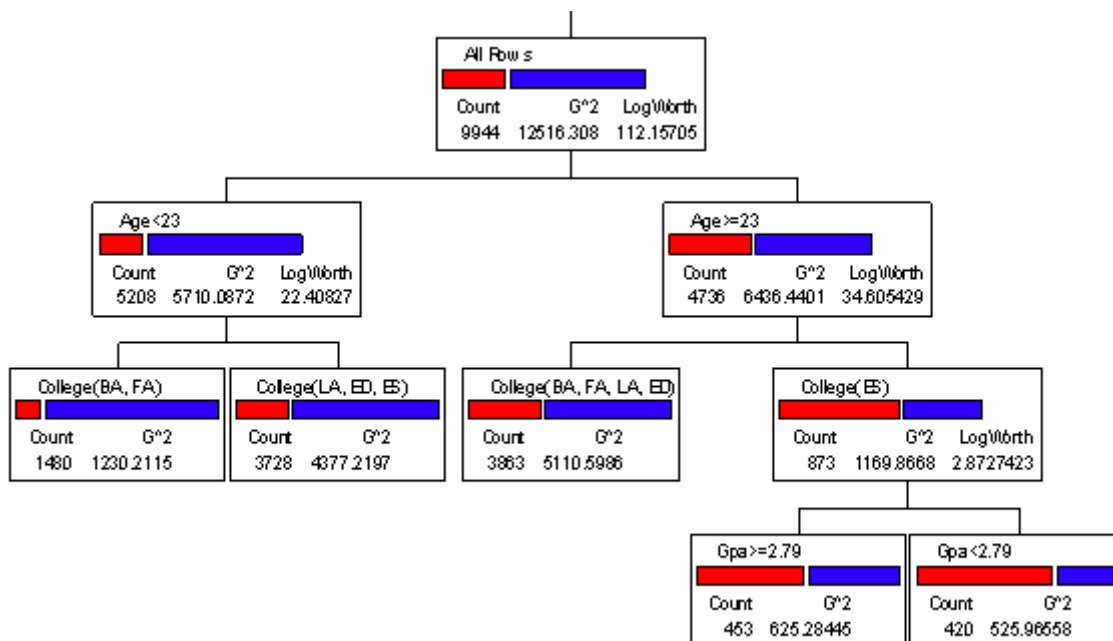 All Rows
Count G^2 LogWorth
9944 12516.308 112.15705
Age<23
Count G^2 LogWorth
5208 5710.0872 22.40827
Age>=23
Count G^2 LogWorth
4736 6436.4401 34.605429
College(BA, FA)
Count G^2
1480 1230.2115
College(LA, ED, ES)
Count G^2
3728 4377.2197
College(BA, FA, LA, ED)
Count G^2
3863 5110.5986
College(ES)
Count G^2 LogWorth
873 1169.8668 2.8727423
Gpa>=2.79
Count G^2
453 625.28445
Gpa<2.79
Count G^2
420 525.96558